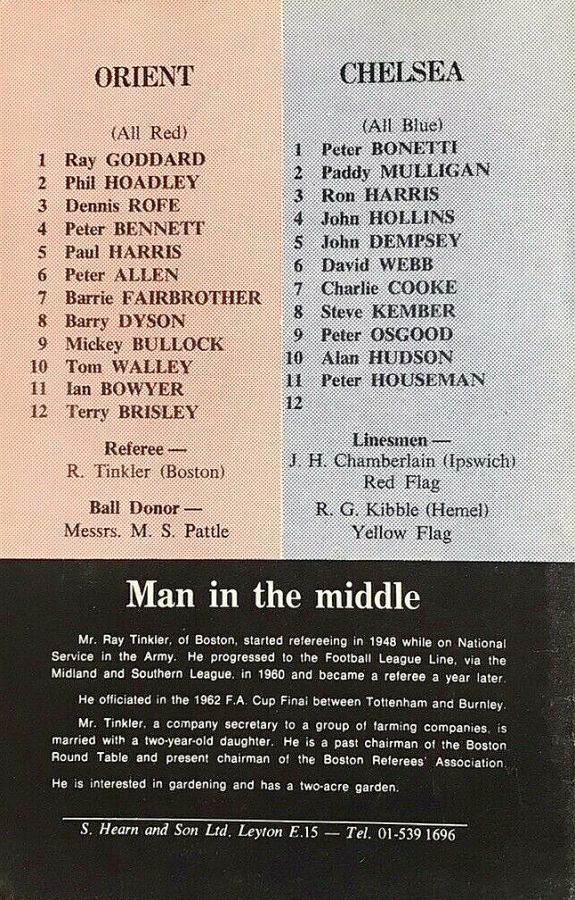 ORIENT
(All Red)
1 Ray GODDARD
2 Phil HOADLEY
3 Dennis ROFE
4 Peter BENNETT
5 Paul HARRIS
6 Peter ALLEN
7 Barrie FAIRBROTHER
8 Barry DYSON
9 Mickey BULLOCK
10 Tom WALLEY
11 Ian BOWYER
12 Terry BRISLEY
Referee —
R. Tinkler (Boston)
Ball Donor —
Messrs. M. S. Pattle
CHELSEA
(All Blue)
1 Peter BONETTI
2 Paddy MULLIGAN
3 Ron HARRIS
4 John HOLLINS
5 John DEMPSEY
6 David WEBB
7 Charlie COOKE
8 Steve KEMBER
9 Peter OSGOOD
10 Alan HUDSON
11 Peter HOUSEMAN
12
Linesmen —
J. H. Chamberlain (Ipswich)
Red Flag
R. G. Kibble (Hemel)
Yellow Flag
Man in the middle
Mr. Ray Tinkler, of Boston, started refereeing in 1948 while on National
Service in the Army. He progressed to the Football League Line, via the
Midland and Southern League, in 1960 and became a referee a year later.
He officiated in the 1962 F.A. Cup Final between Tottenham and Burnley.
Mr. Tinkler, a company secretary to a group of farming companies, is
married with a two-year-old daughter. He is a past chairman of the Boston
Round Table and present chairman of the Boston Referees' Association.
He is interested in gardening and has a two-acre garden.
S. Hearn and Son Ltd. Leyton E.15 — Tel. 01-539 1696